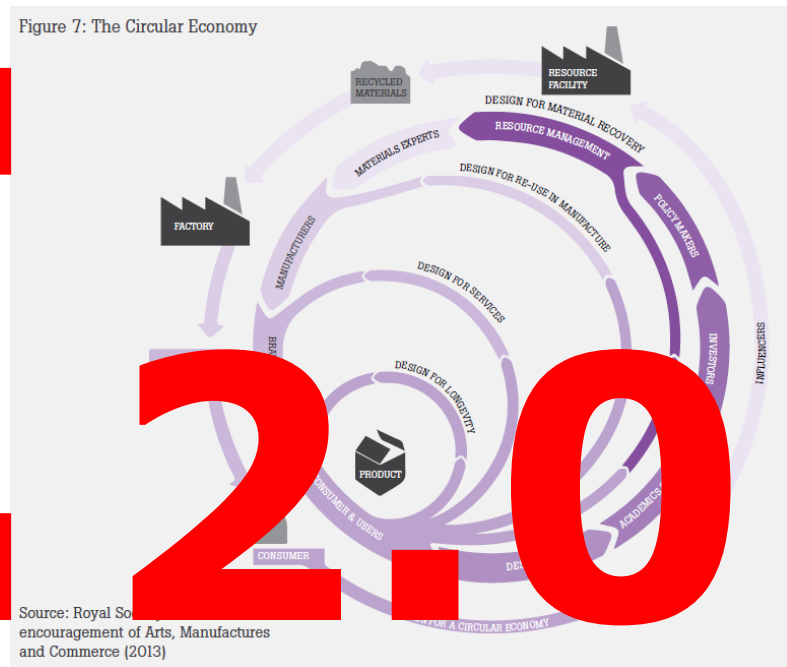 Figure 7: The Circular Economy
RESOURCE
FACILITY
RECYCLED
MATERIALS
DESIGN FOR MATERIAL RECOVERY
RESOURCE MANAGEMENT
MATERIALS EXPERTS
DESIGN FOR RE-USE IN MANUFACTURE
POLICY MAKERS
FACTORY
MANUFACTURERS
DESIGN FOR SERVICES
INVESTORS
INFLUENCERS
DESIGN FOR LONGEVITY
2.0
PRODUCT
CONSUMER & USERS
ACADEMICS
CONSUMER
FOR A CIRCULAR ECONOMY
Source: Royal
encouragement of Arts, Manufactures
and Commerce (2013)